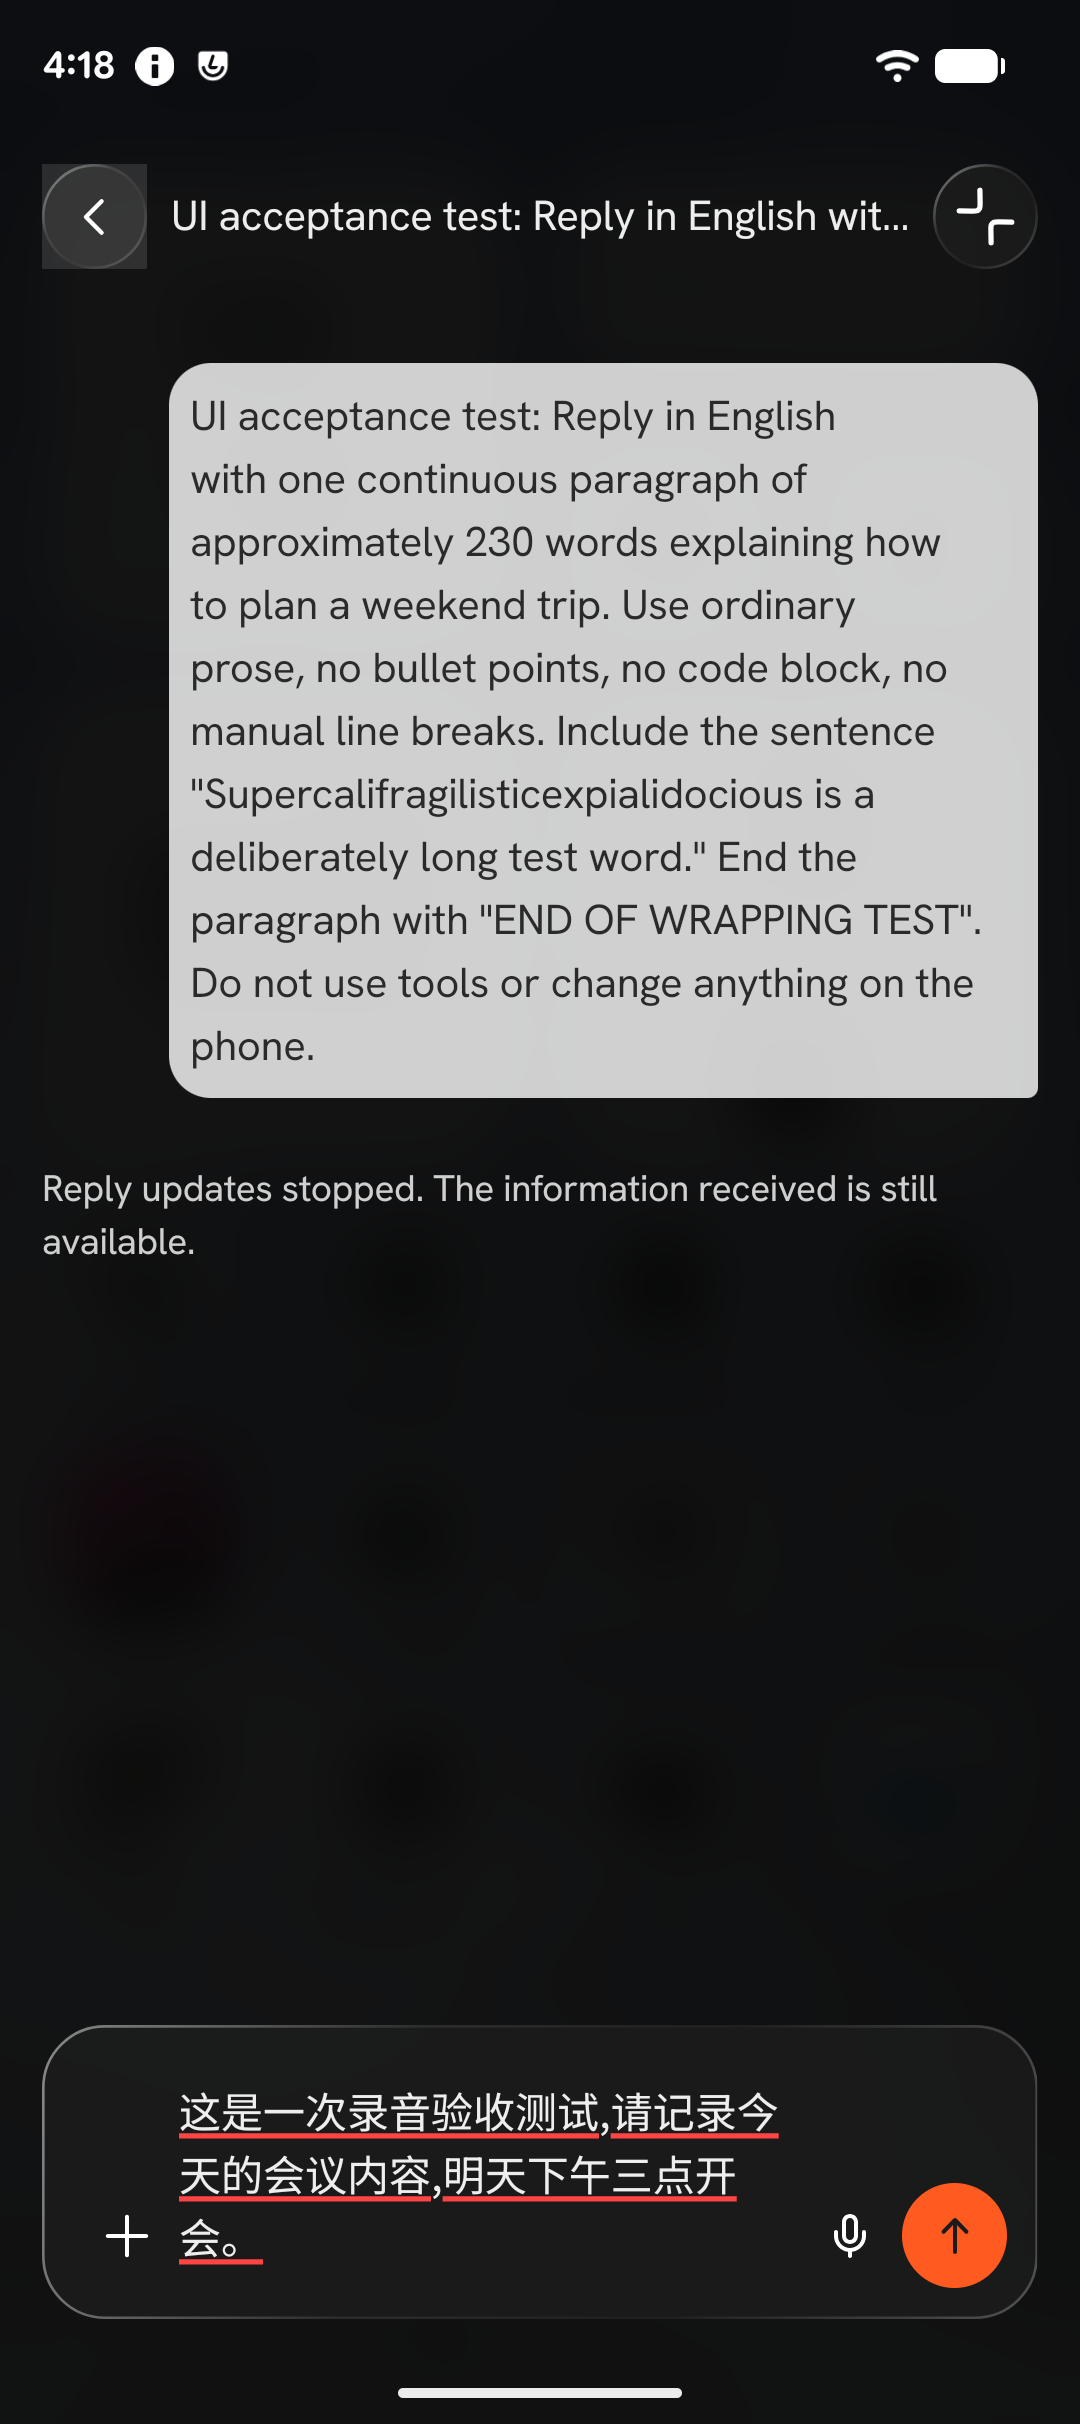 4:18
UI acceptance test: Reply in English wit...
UI acceptance test: Reply in English
with one continuous paragraph of
approximately 230 words explaining how
to plan a weekend trip. Use ordinary
prose, no bullet points, no code block, no
manual line breaks. Include the sentence
"Supercalifragilisticexpialidocious is a
deliberately long test word." End the
paragraph with "END OF WRAPPING TEST".
Do not use tools or change anything on the
phone.
Reply updates stopped. The information received is still
available.
这是一次录音验收测试,请记录今
天的会议内容,明天下午三点开
会。